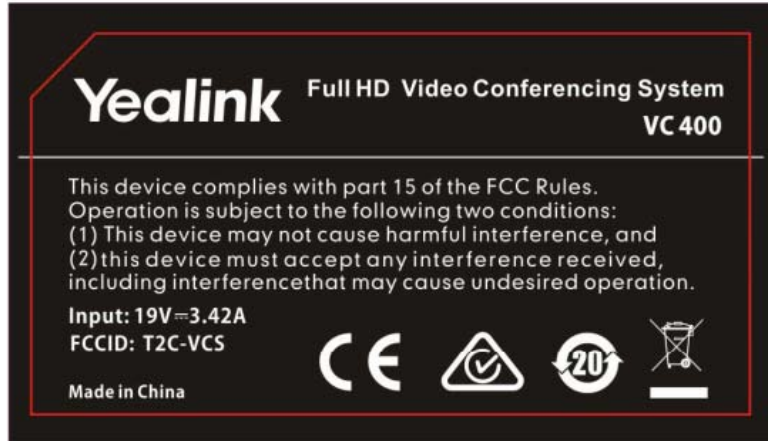 Yealink
Full HD Video Conferencing System
VC 400
This device complies with part 15 of the FCC Rules.
Operation is subject to the following two conditions:
(1) This device may not cause harmful interference, and
(2) this device must accept any interference received,
including interferencethat may cause undesired operation.
Input: 19V⎓3.42A
FCCID: T2C-VCS
Made in China
CE
20